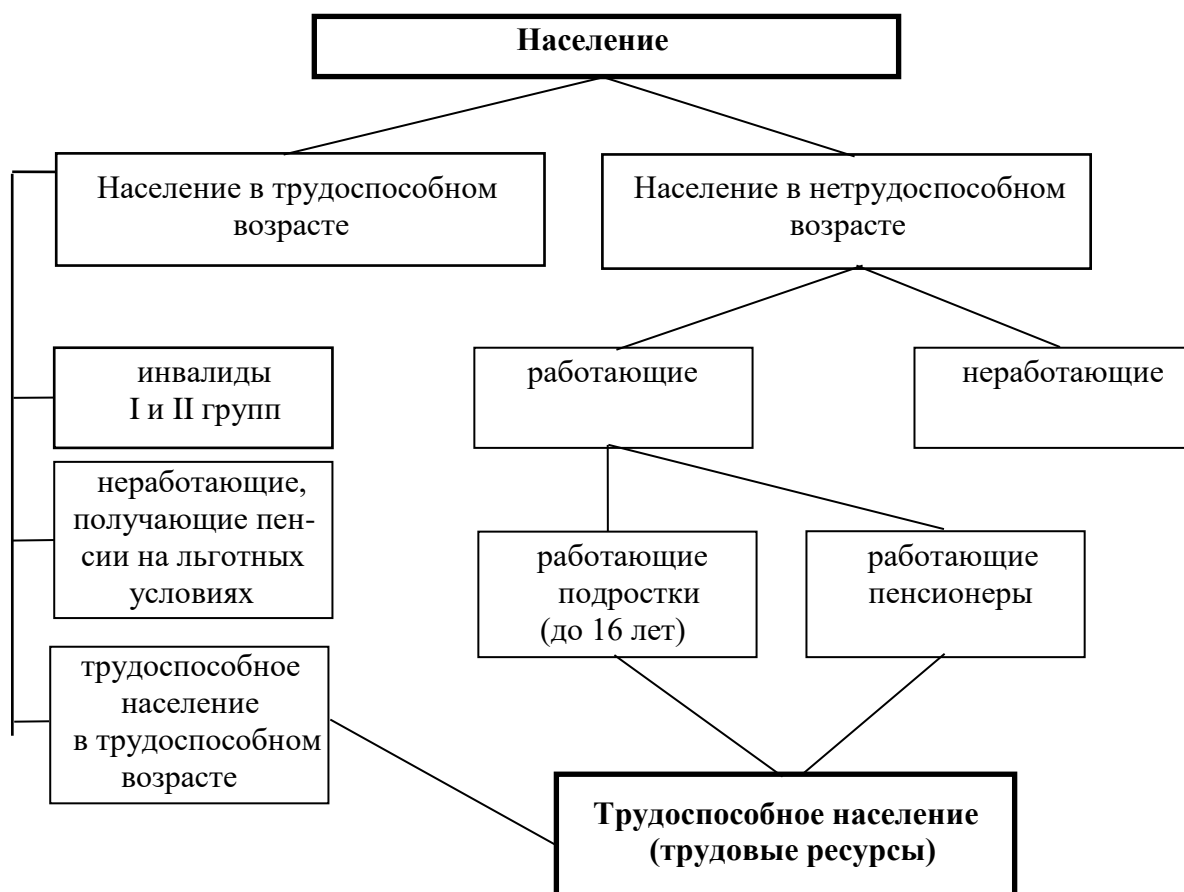 Население
Население в трудоспособном
возрасте
Население в нетрудоспособном
возрасте
инвалиды
I и II групп
работающие
неработающие
неработающие,
получающие пен-
сии на льготных
условиях
работающие
подростки
(до 16 лет)
работающие
пенсионеры
трудоспособное
население
в трудоспособном
возрасте
Трудоспособное население
(трудовые ресурсы)